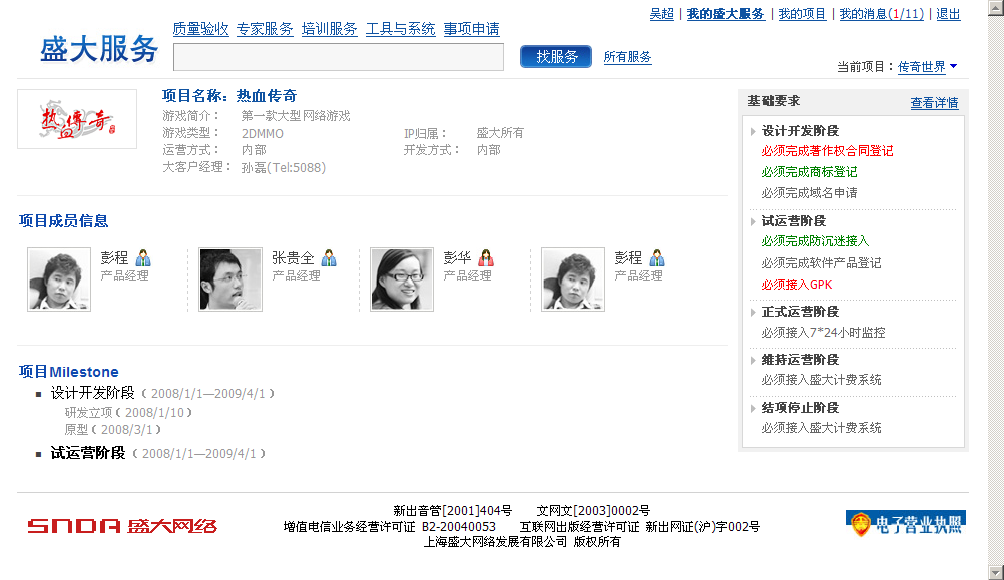 吴超 | 我的盛大服务 | 我的项目 | 我的消息(1/11) | 退出
盛大服务
质量验收 专家服务 培训服务 工具与系统 事项申请
找服务 所有服务
当前项目：传奇世界
热血传奇
项目名称：热血传奇
游戏简介： 第一款大型网络游戏
游戏类型： 2DMMO IP归属： 盛大所有
运营方式： 内部 开发方式： 内部
大客户经理： 孙磊(Tel:5088)
项目成员信息
彭程
产品经理
张贵全
产品经理
彭华
产品经理
彭程
产品经理
项目Milestone
设计开发阶段（2008/1/1—2009/4/1）
研发立项（2008/1/10）
原型（2008/3/1）
试运营阶段（2008/1/1—2009/4/1）
基础要求 查看详情
设计开发阶段
必须完成著作权合同登记
必须完成商标登记
必须完成域名申请
试运营阶段
必须完成防沉迷接入
必须完成软件产品登记
必须接入GPK
正式运营阶段
必须接入7*24小时监控
维持运营阶段
必须接入盛大计费系统
结项停止阶段
必须接入盛大计费系统
SNDA 盛大网络
新出音管[2001]404号 文网文[2003]0002号
增值电信业务经营许可证 B2-20040053 互联网出版经营许可证 新出网证(沪)字002号
上海盛大网络发展有限公司 版权所有
电子营业执照